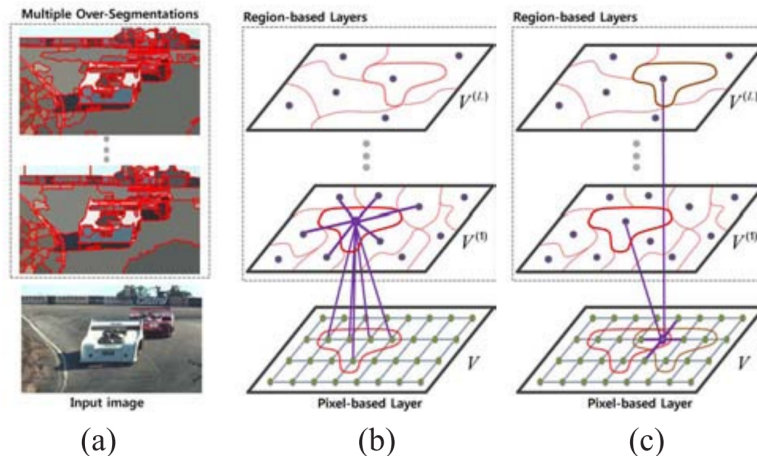 Multiple Over-Segmentations
Region-based Layers
Region-based Layers
V^(L)
V^(L)
V^(1)
V^(1)
V
V
Input image
Pixel-based Layer
Pixel-based Layer
(a)
(b)
(c)